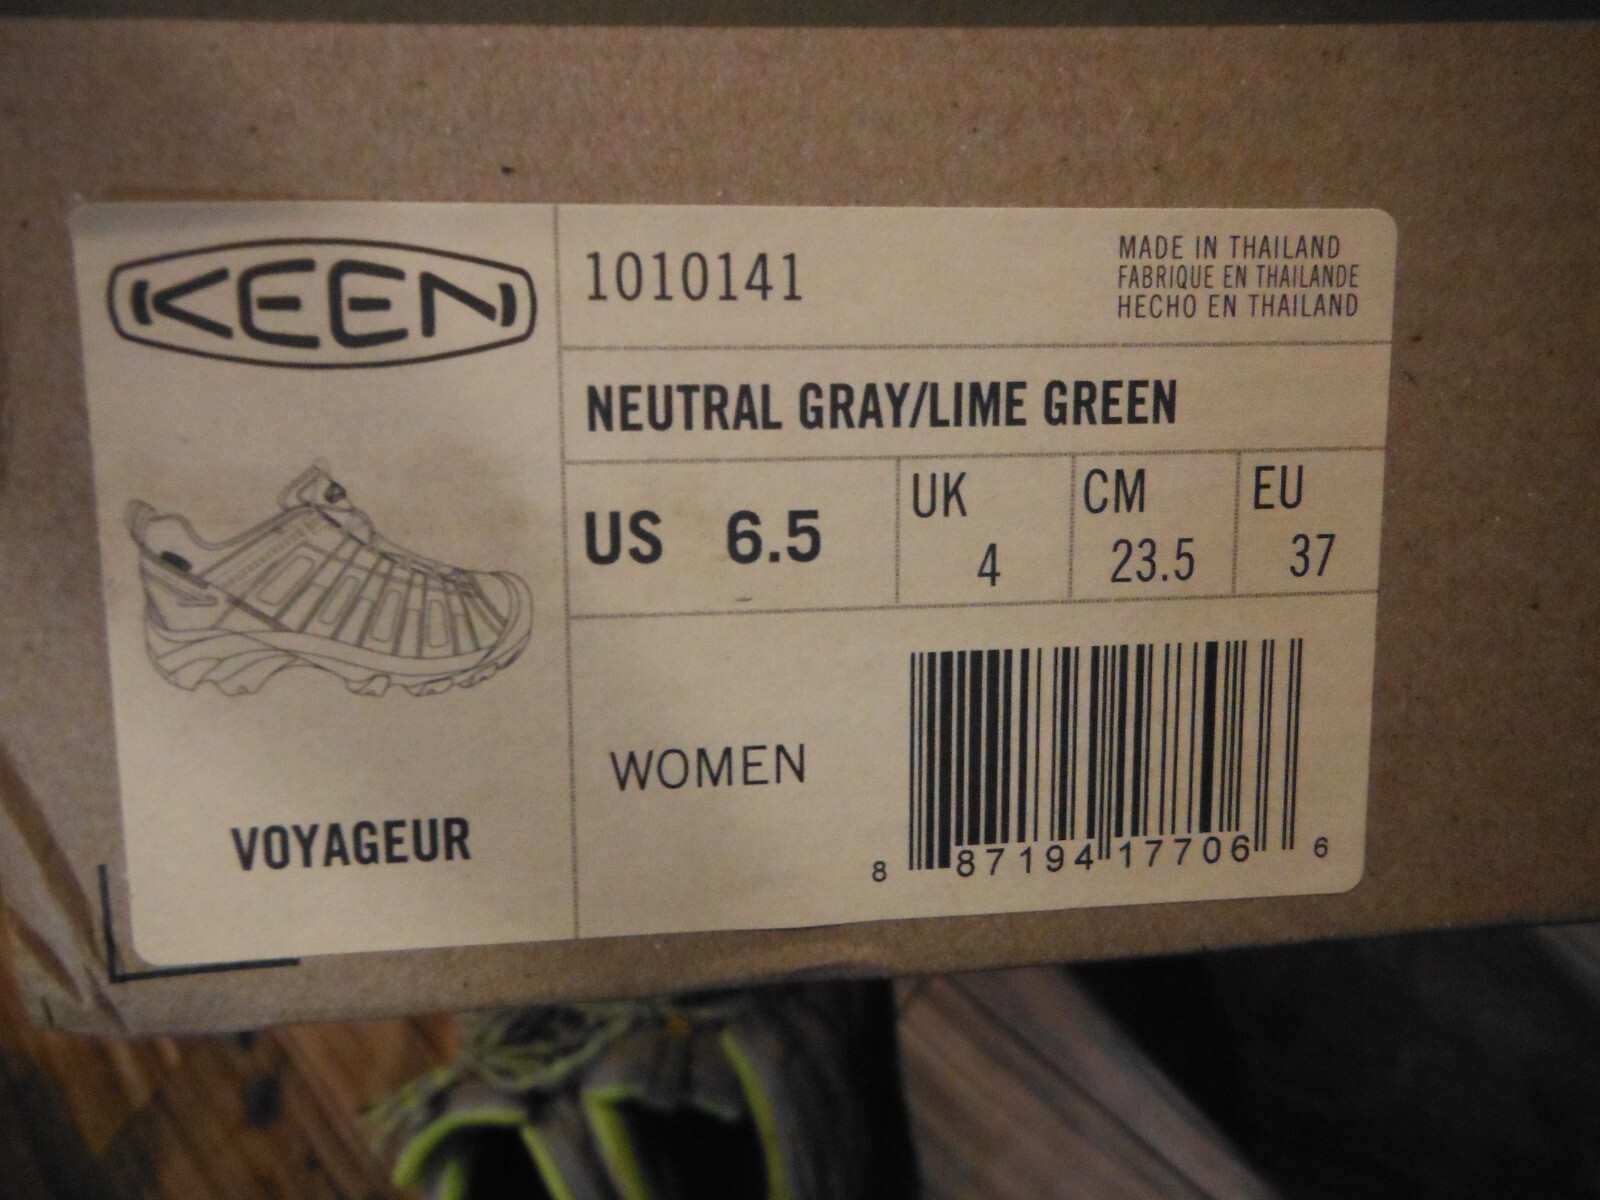 KEEN
1010141
MADE IN THAILAND
FABRIQUE EN THAILANDE
HECHO EN THAILAND
NEUTRAL GRAY/LIME GREEN
US 6.5
UK
4
CM
23.5
EU
37
WOMEN
VOYAGEUR
8 87194 17706 6